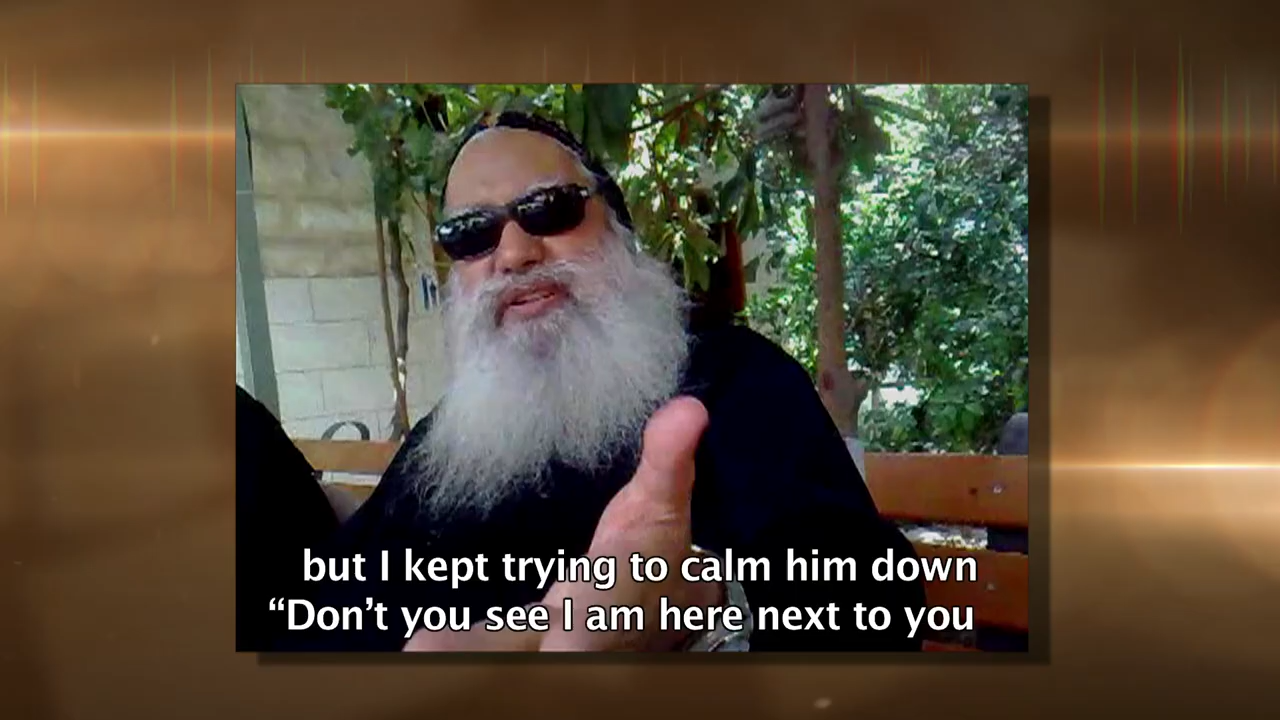 but I kept trying to calm him down
“Don’t you see I am here next to you